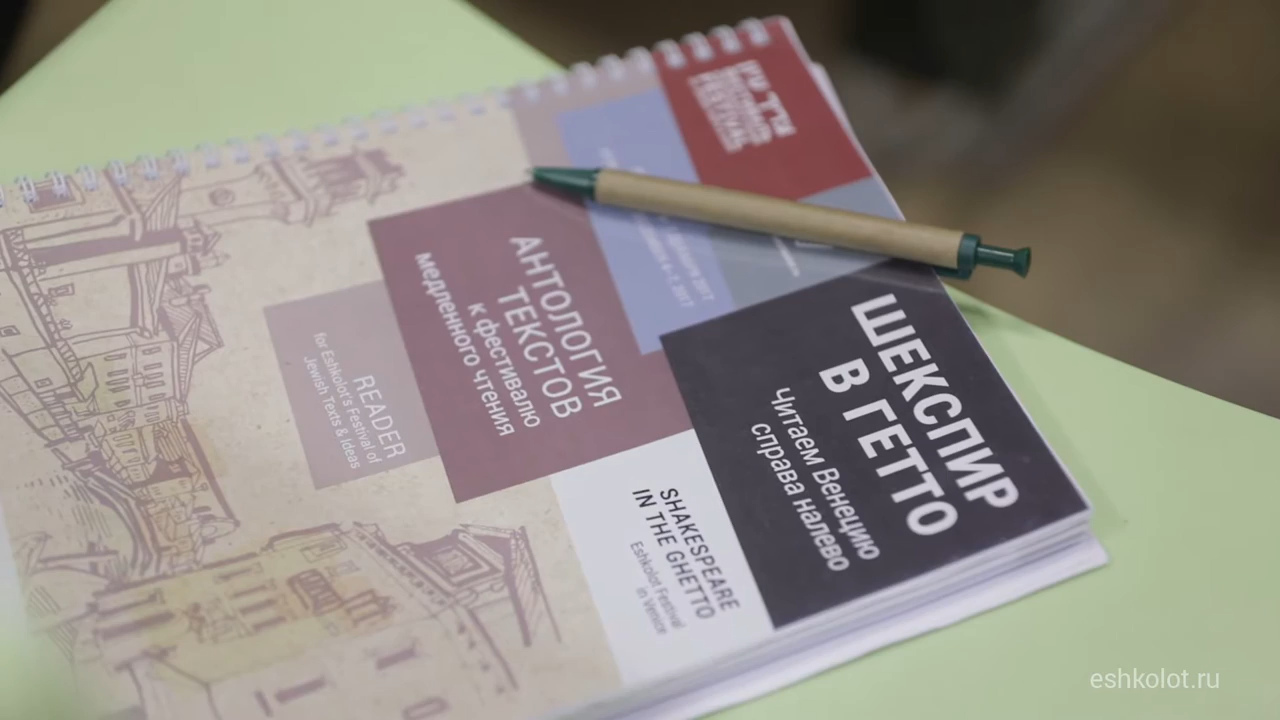 FESTIVAL
ШЕКСПИР
В ГЕТТО
Читаем Венецию
справа налево
АНТОЛОГИЯ
ТЕКСТОВ
к фестивалю
медленного чтения
SHAKESPEARE
IN THE GHETTO
Eshkolot Festival
in Venice
READER
for Eshkolot's Festival of
Jewish Texts & Ideas
eshkolot.ru